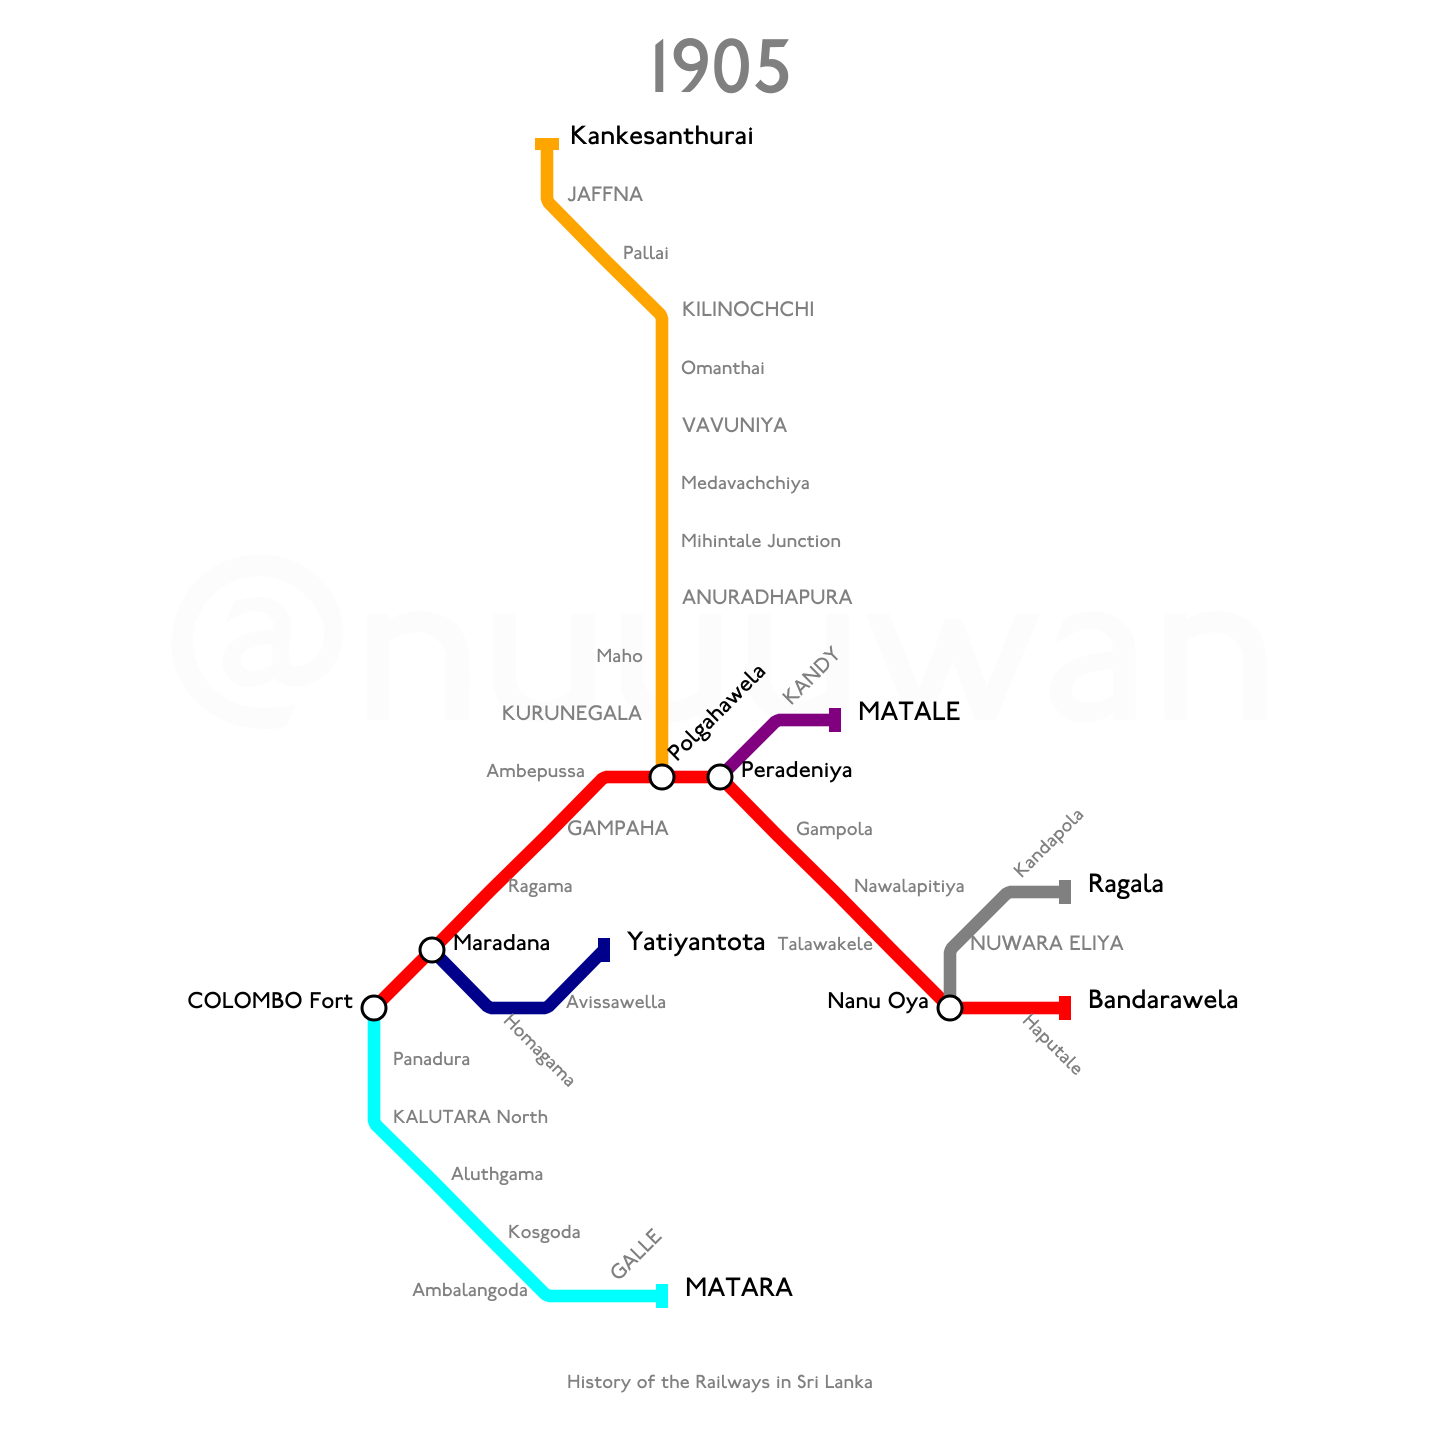 1905
Kankesanthurai
JAFFNA
Pallai
KILINOCHCHI
Omanthai
VAVUNIYA
Medavachchiya
Mihintale Junction
ANURADHAPURA
@nuuuwan
Maho
KANDY
Polgahawela
KURUNEGALA
MATALE
Ambepussa
Peradeniya
GAMPAHA
Gampola
Kandapola
Ragama
Nawalapitiya
Ragala
Maradana
Yatiyantota
Talawakele
NUWARA ELIYA
COLOMBO Fort
Avissawella
Nanu Oya
Bandarawela
Homagama
Haputale
Panadura
KALUTARA North
Aluthgama
Kosgoda
GALLE
Ambalangoda
MATARA
History of the Railways in Sri Lanka